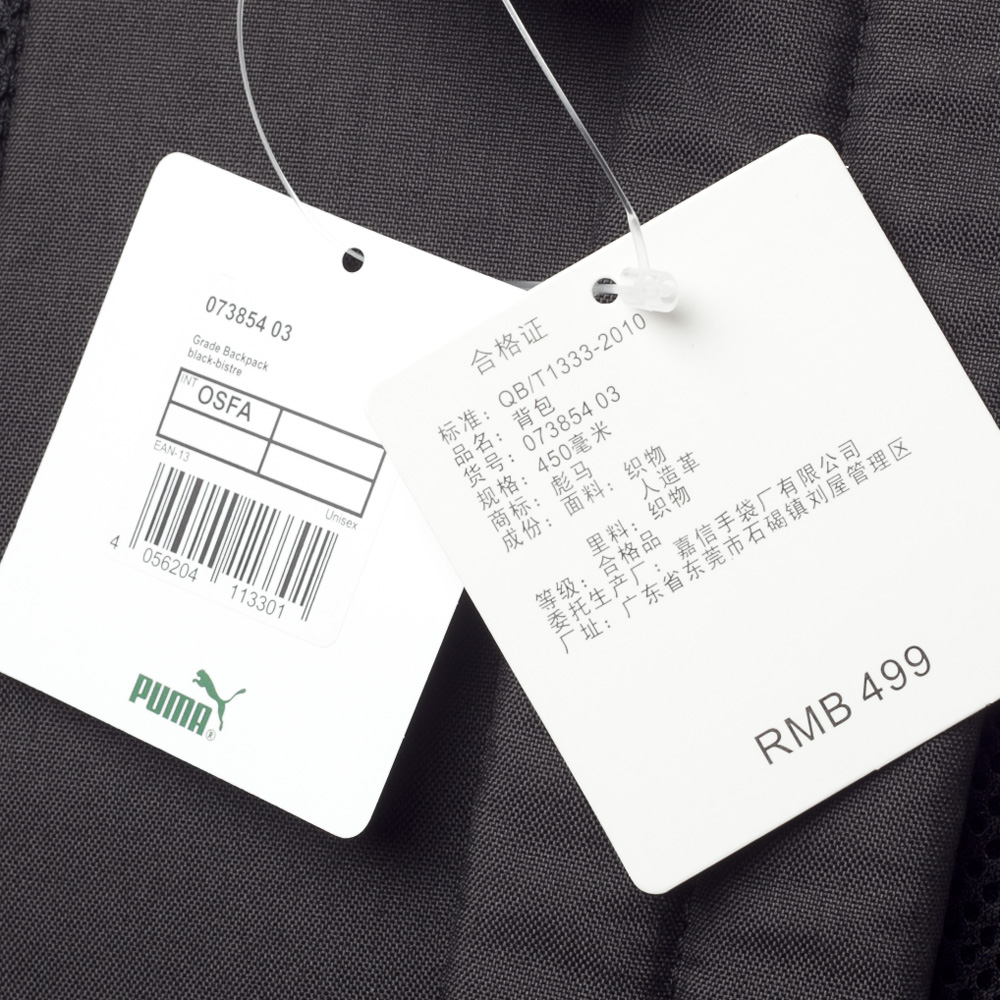 073854 03
Grade Backpack
black-bistre
INT OSFA
EAN-13
Unisex
4 056204 113301
PUMA®
合格证
标准：QB/T1333-2010
品名：背包
货号：073854 03
规格：450毫米
商标：彪马
成份：面料：织物
人造革
里料：织物
等级：合格品
委托生产厂：嘉信手袋厂有限公司
厂址：广东省东莞市石碣镇刘屋管理区
RMB 499